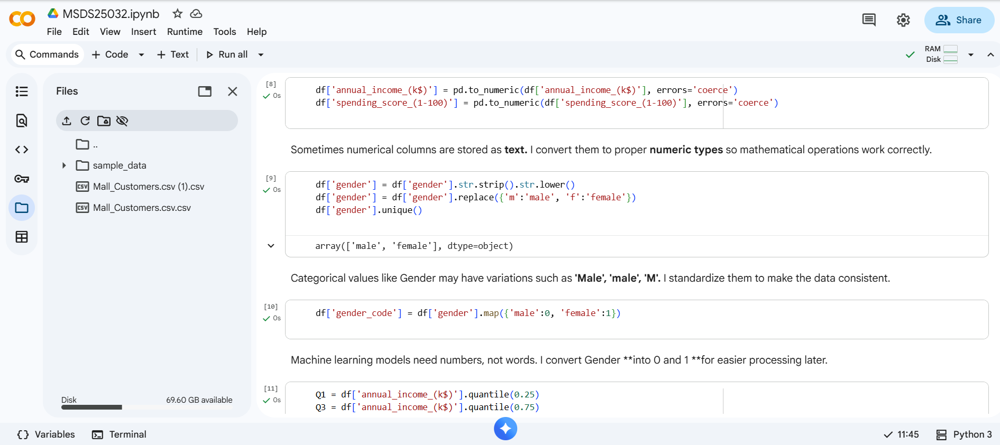 MSDS25032.ipynb
File Edit View Insert Runtime Tools Help
Share
Commands + Code + Text Run all
RAM
Disk
Files
..
sample_data
Mall_Customers.csv (1).csv
Mall_Customers.csv.csv
Disk 69.60 GB available
[8]
0s
df['annual_income_(k$)'] = pd.to_numeric(df['annual_income_(k$)'], errors='coerce')
df['spending_score_(1-100)'] = pd.to_numeric(df['spending_score_(1-100)'], errors='coerce')
Sometimes numerical columns are stored as text. I convert them to proper numeric types so mathematical operations work correctly.
[9]
0s
df['gender'] = df['gender'].str.strip().str.lower()
df['gender'] = df['gender'].replace({'m':'male', 'f':'female'})
df['gender'].unique()
array(['male', 'female'], dtype=object)
Categorical values like Gender may have variations such as 'Male', 'male', 'M'. I standardize them to make the data consistent.
[10]
0s
df['gender_code'] = df['gender'].map({'male':0, 'female':1})
Machine learning models need numbers, not words. I convert Gender **into 0 and 1 **for easier processing later.
[11]
0s
Q1 = df['annual_income_(k$)'].quantile(0.25)
Q3 = df['annual_income_(k$)'].quantile(0.75)
{} Variables Terminal
11:45 Python 3